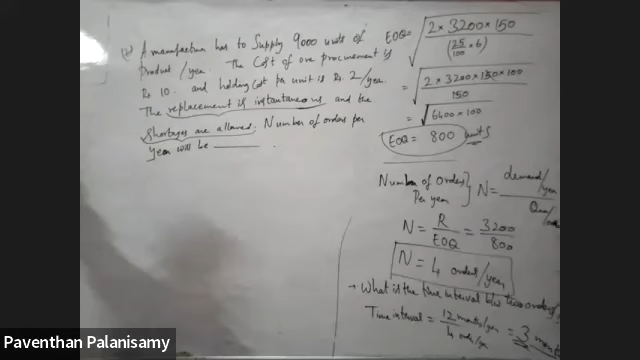 A manufacturer has to Supply 9000 units of
Product / year. The Cost of one procurement is
Rs 10. and holding cost per unit is Rs. 2/year.
The replacement is instantaneous and the
Shortages are allowed. Number of orders per
year will be ______.
EOQ = √(2 × 3200 × 150 / (25/100 × 6))
= √(2 × 3200 × 150 × 100 / 150)
= √(6400 × 100)
EOQ = 800 units
Number of Orders Per year } N = demand/year
N = R/EOQ = 3200/800
N = 4 orders/year
→ What is the time interval b/w two orders
Time interval = 12 months/year / 4 = 3
Paventhan Palanisamy